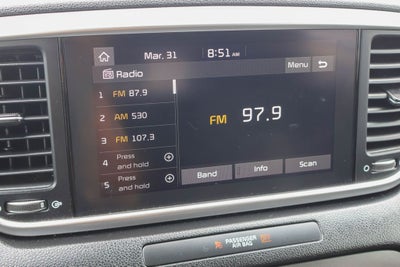 Mar. 31 8:51 AM
Radio Menu
1 FM 87.9
2 AM 530
3 FM 107.3
4 Press and hold
5 Press and hold
FM 97.9
Band Info Scan
PASSENGER
AIR BAG